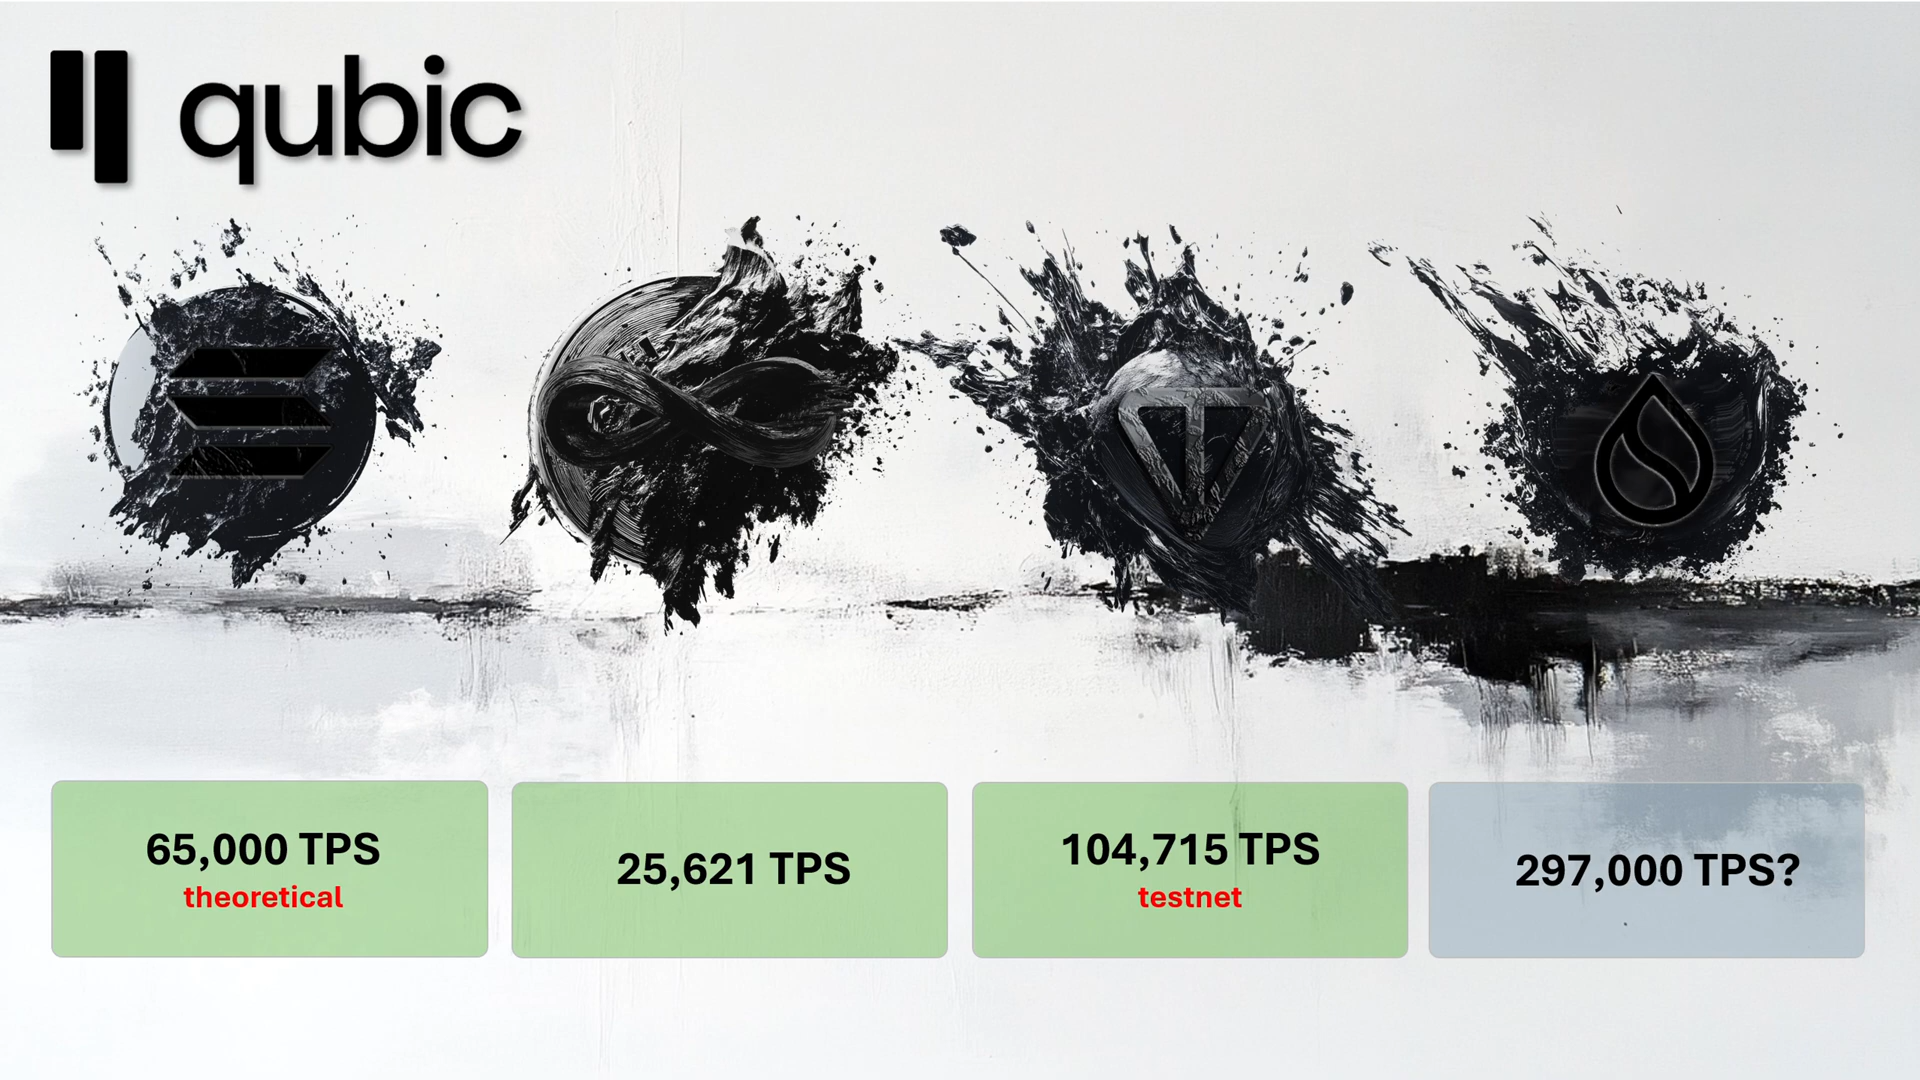 qubic
65,000 TPS
theoretical
25,621 TPS
104,715 TPS
testnet
297,000 TPS?